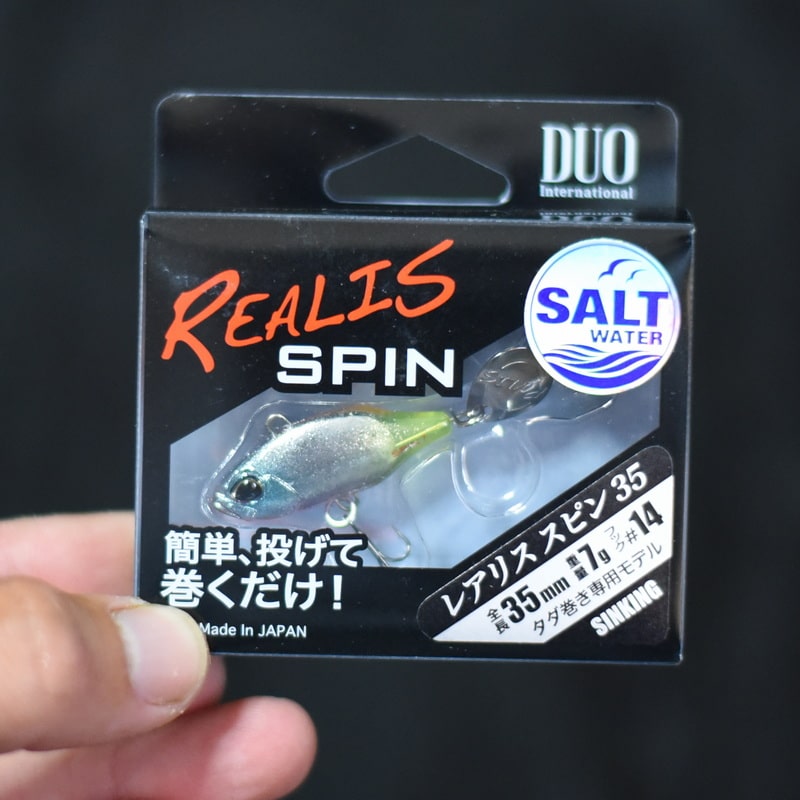 DUO
International
REALIS
SPIN
SALT
WATER
簡単、投げて
巻くだけ!
Made In JAPAN
レアリス スピン 35
全長35mm 重量7g フック#14
タダ巻き専用モデル
SINKING